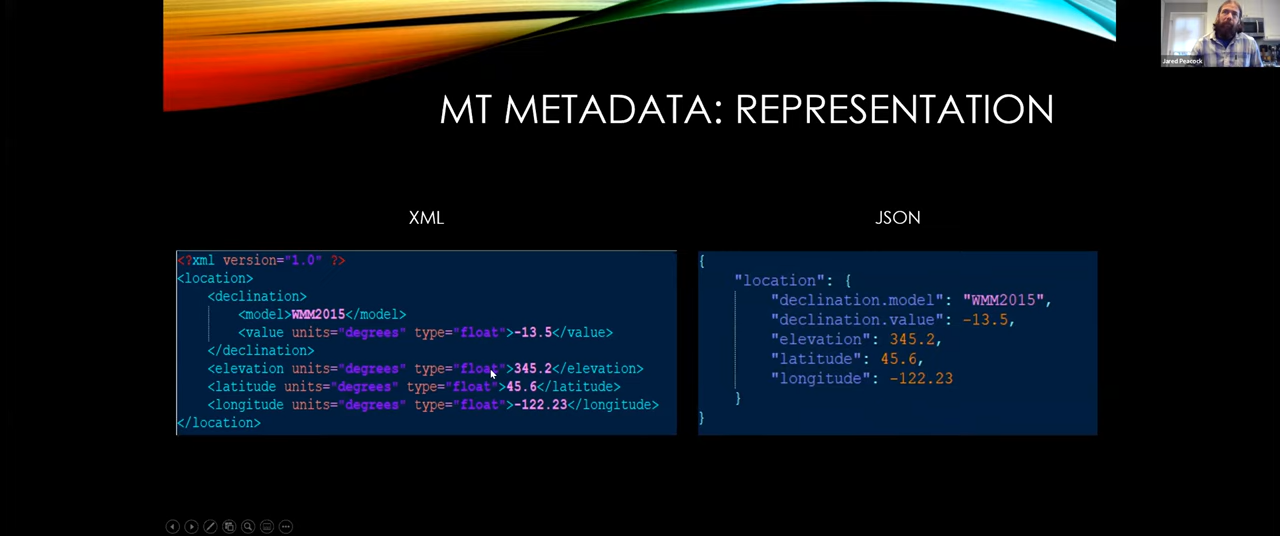 Jared Peacock
MT METADATA: REPRESENTATION
XML
<?xml version="1.0" ?>
<location>
<declination>
<model>WMM2015</model>
<value units="degrees" type="float">-13.5</value>
</declination>
<elevation units="degrees" type="float">345.2</elevation>
<latitude units="degrees" type="float">45.6</latitude>
<longitude units="degrees" type="float">-122.23</longitude>
</location>
JSON
{
"location": {
"declination.model": "WMM2015",
"declination.value": -13.5,
"elevation": 345.2,
"latitude": 45.6,
"longitude": -122.23
}
}